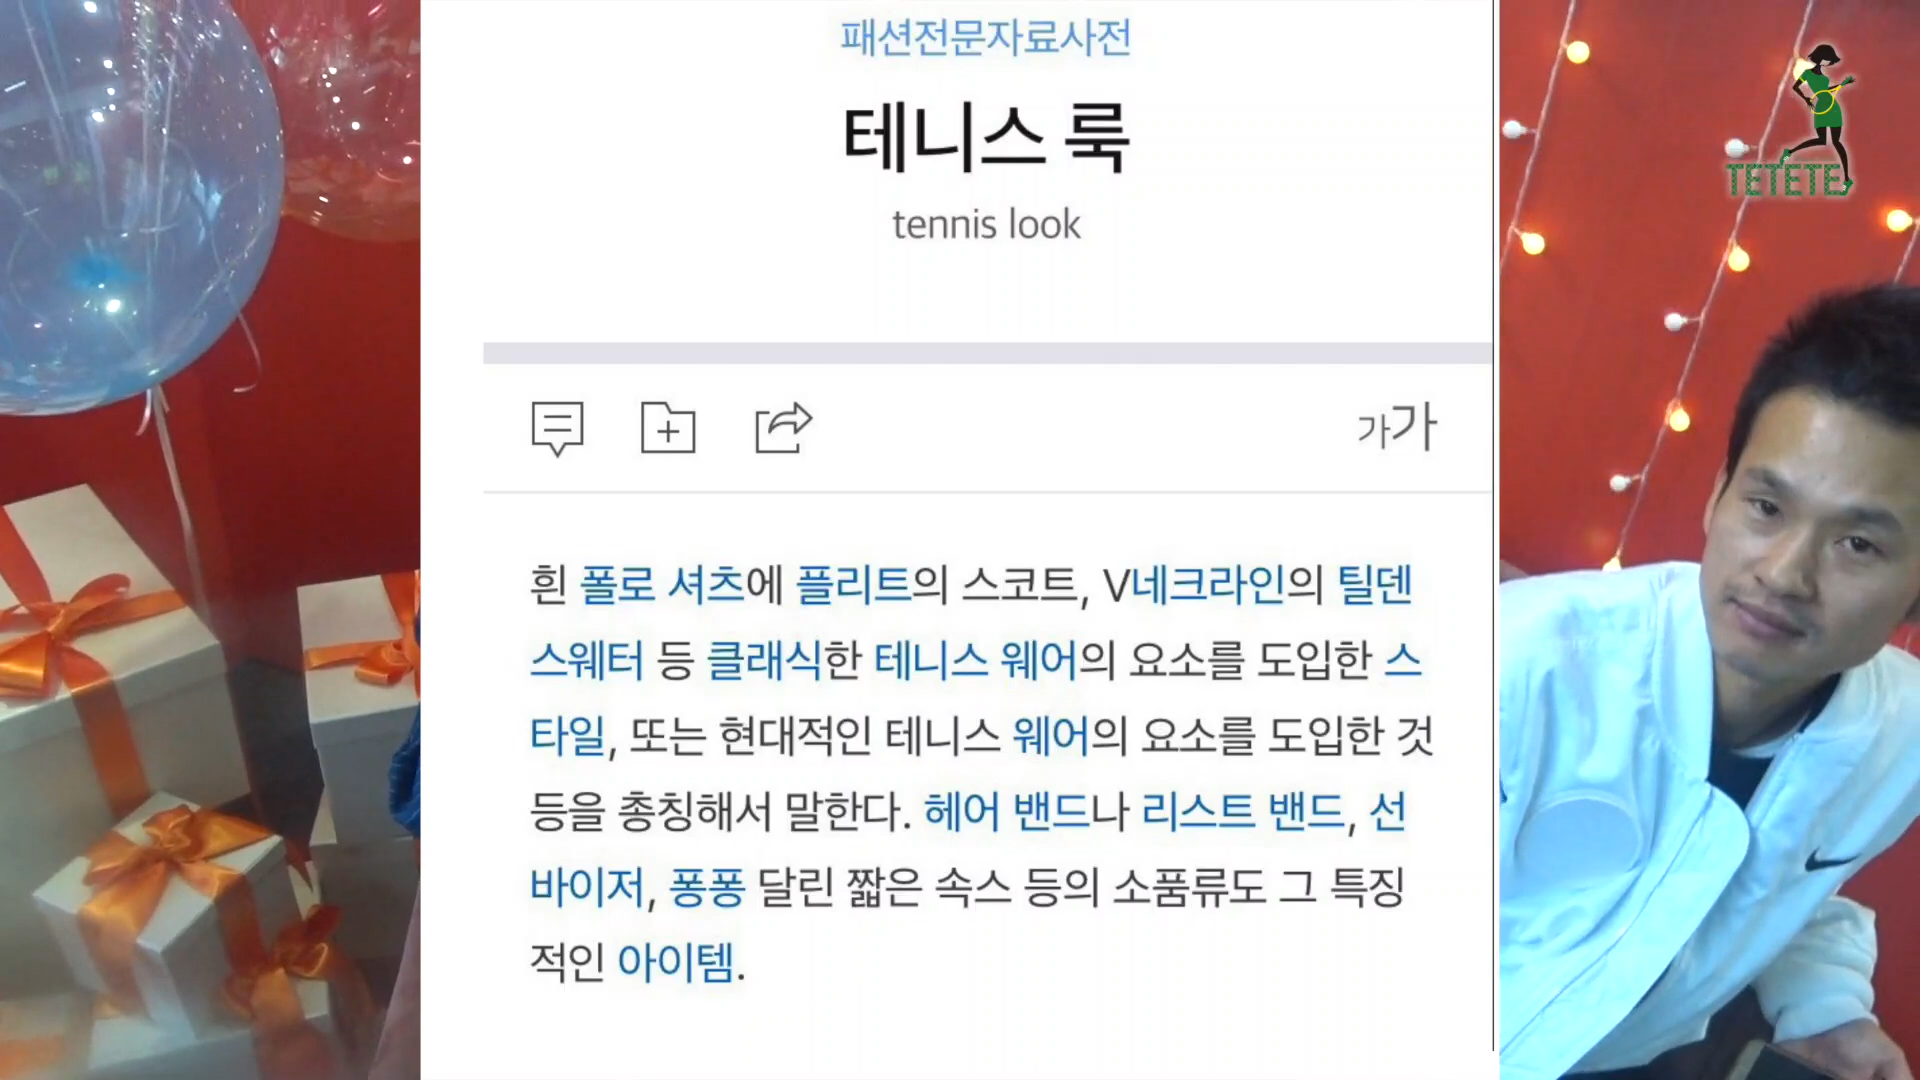 패션전문자료사전
테니스 룩
tennis look
가가
흰 폴로 셔츠에 플리트의 스코트, V네크라인의 틸덴
스웨터 등 클래식한 테니스 웨어의 요소를 도입한 스
타일, 또는 현대적인 테니스 웨어의 요소를 도입한 것
등을 총칭해서 말한다. 헤어 밴드나 리스트 밴드, 선
바이저, 퐁퐁 달린 짧은 속스 등의 소품류도 그 특징
적인 아이템.
TETETE